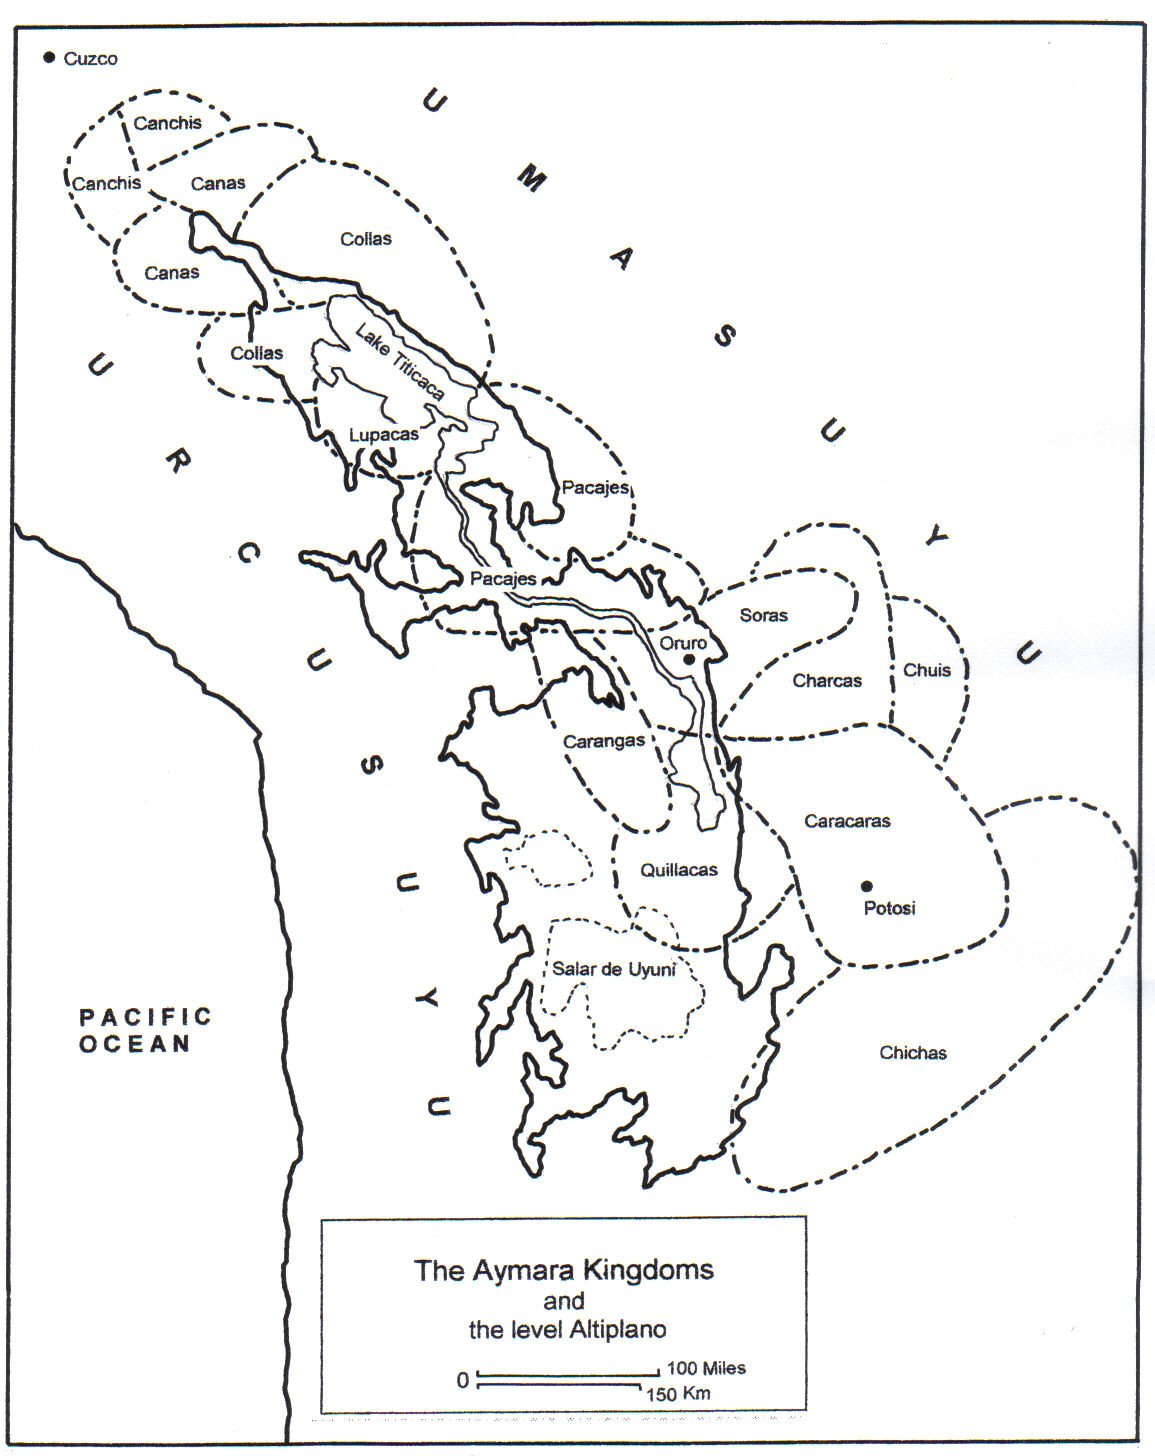 Cuzco
UMASUYU
Canchis
Canchis
Canas
Collas
Canas
Collas
Lake Titicaca
URCUSUYU
Lupacas
Pacajes
Pacajes
Soras
Oruro
Charcas
Chuis
Carangas
Caracaras
Quillacas
Potosi
Salar de Uyuni
PACIFIC
OCEAN
Chichas
The Aymara Kingdoms
and
the level Altiplano
0
100 Miles
150 Km